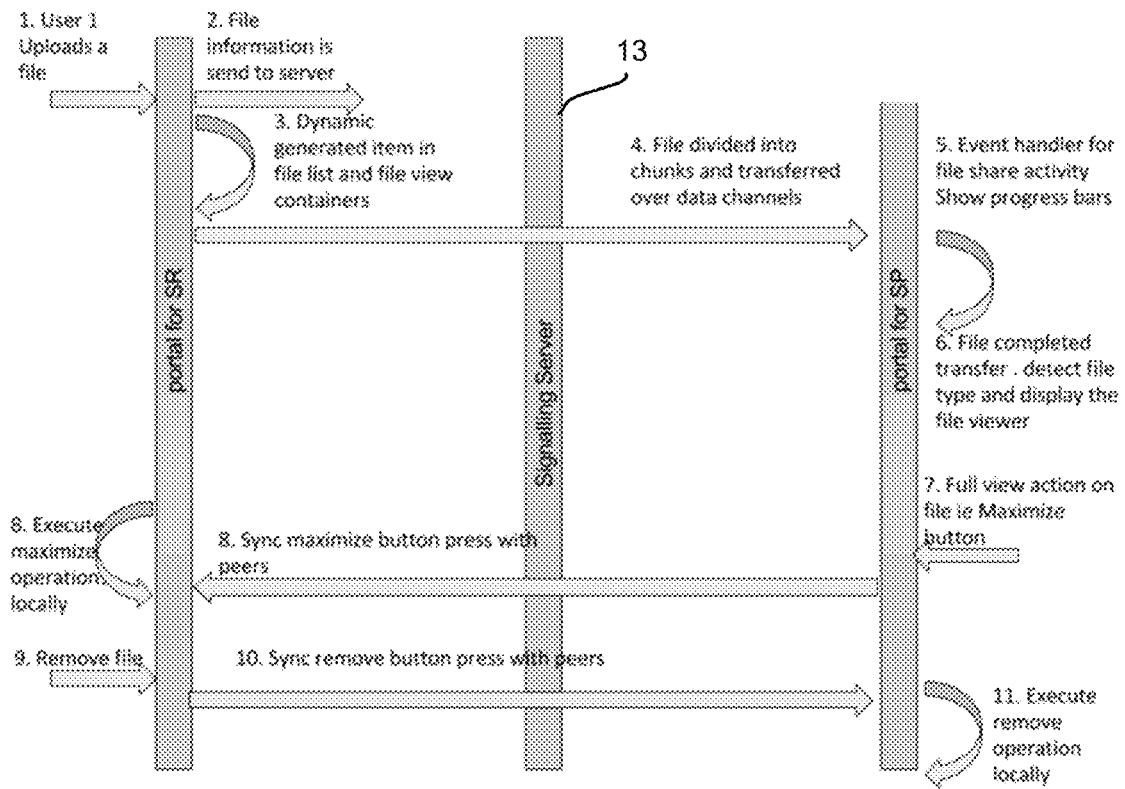 1. User 1
Uploads a
file
2. File
information is
send to server
13
3. Dynamic
generated item in
file list and file view
containers
4. File divided into
chunks and transferred
over data channels
5. Event handler for
file share activity
Show progress bars
portal for SR
Signalling Server
portal for SP
6. File completed
transfer . detect file
type and display the
file viewer
7. Full view action on
file ie Maximize
button
8. Execute
maximize
operations
locally
8. Sync maximize button press with
peers
9. Remove file
10. Sync remove button press with peers
11. Execute
remove
operation
locally